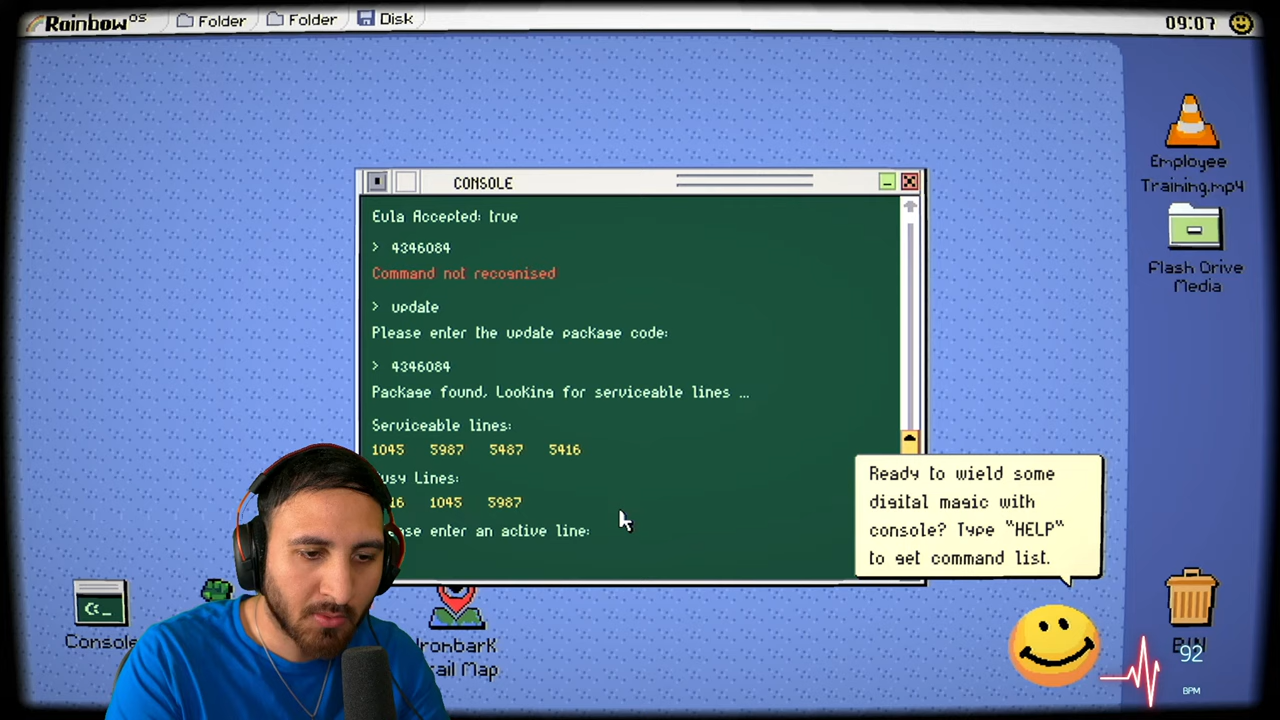 Rainbow OS
Folder
Folder
Disk
09:07
Employee
Training.mp4
Flash Drive
Media
CONSOLE
Eula Accepted: true
> 4346084
Command not recognised
> update
Please enter the update package code:
> 4346084
Package found, Looking for serviceable lines ...
Serviceable lines:
1045 5987 5487 5416
Lines:
1045 5987
enter an active line:
Ready to wield some
digital magic with
console? Type "HELP"
to get command list.
Console
Map
BIN
92
BPM